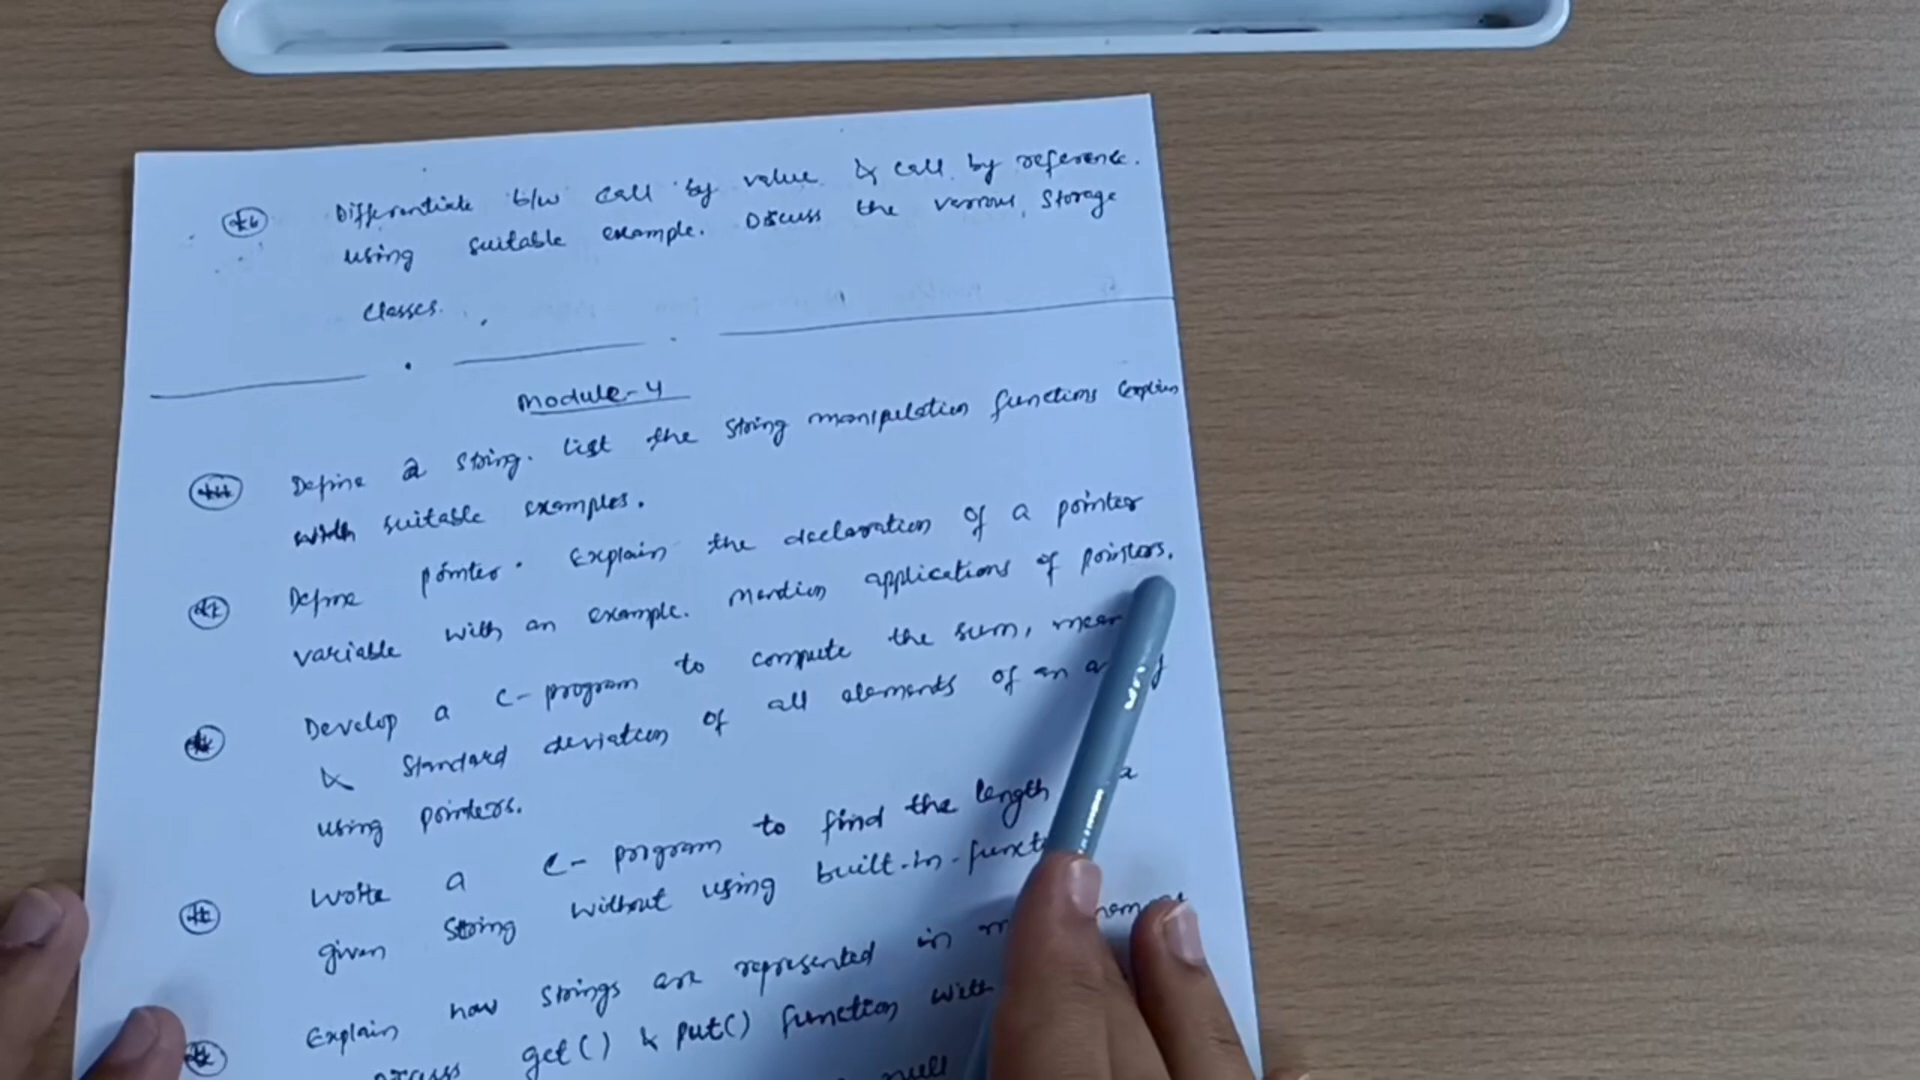 Differentiate b/w call by value & call by reference.
using suitable example. Discuss the various Storage
classes.
Module-4
Define a string. List the string manipulation functions Explain
with suitable examples.
Define pointer. Explain the declaration of a pointer
variable with an example. Mention applications of pointers.
Develop a C-program to compute the sum, mean
& Standard deviation of all elements of an
using pointers.
Write a C-program to find the length a
given string without using built-in-funct
Explain how strings are represented in
get() & put() function with
null